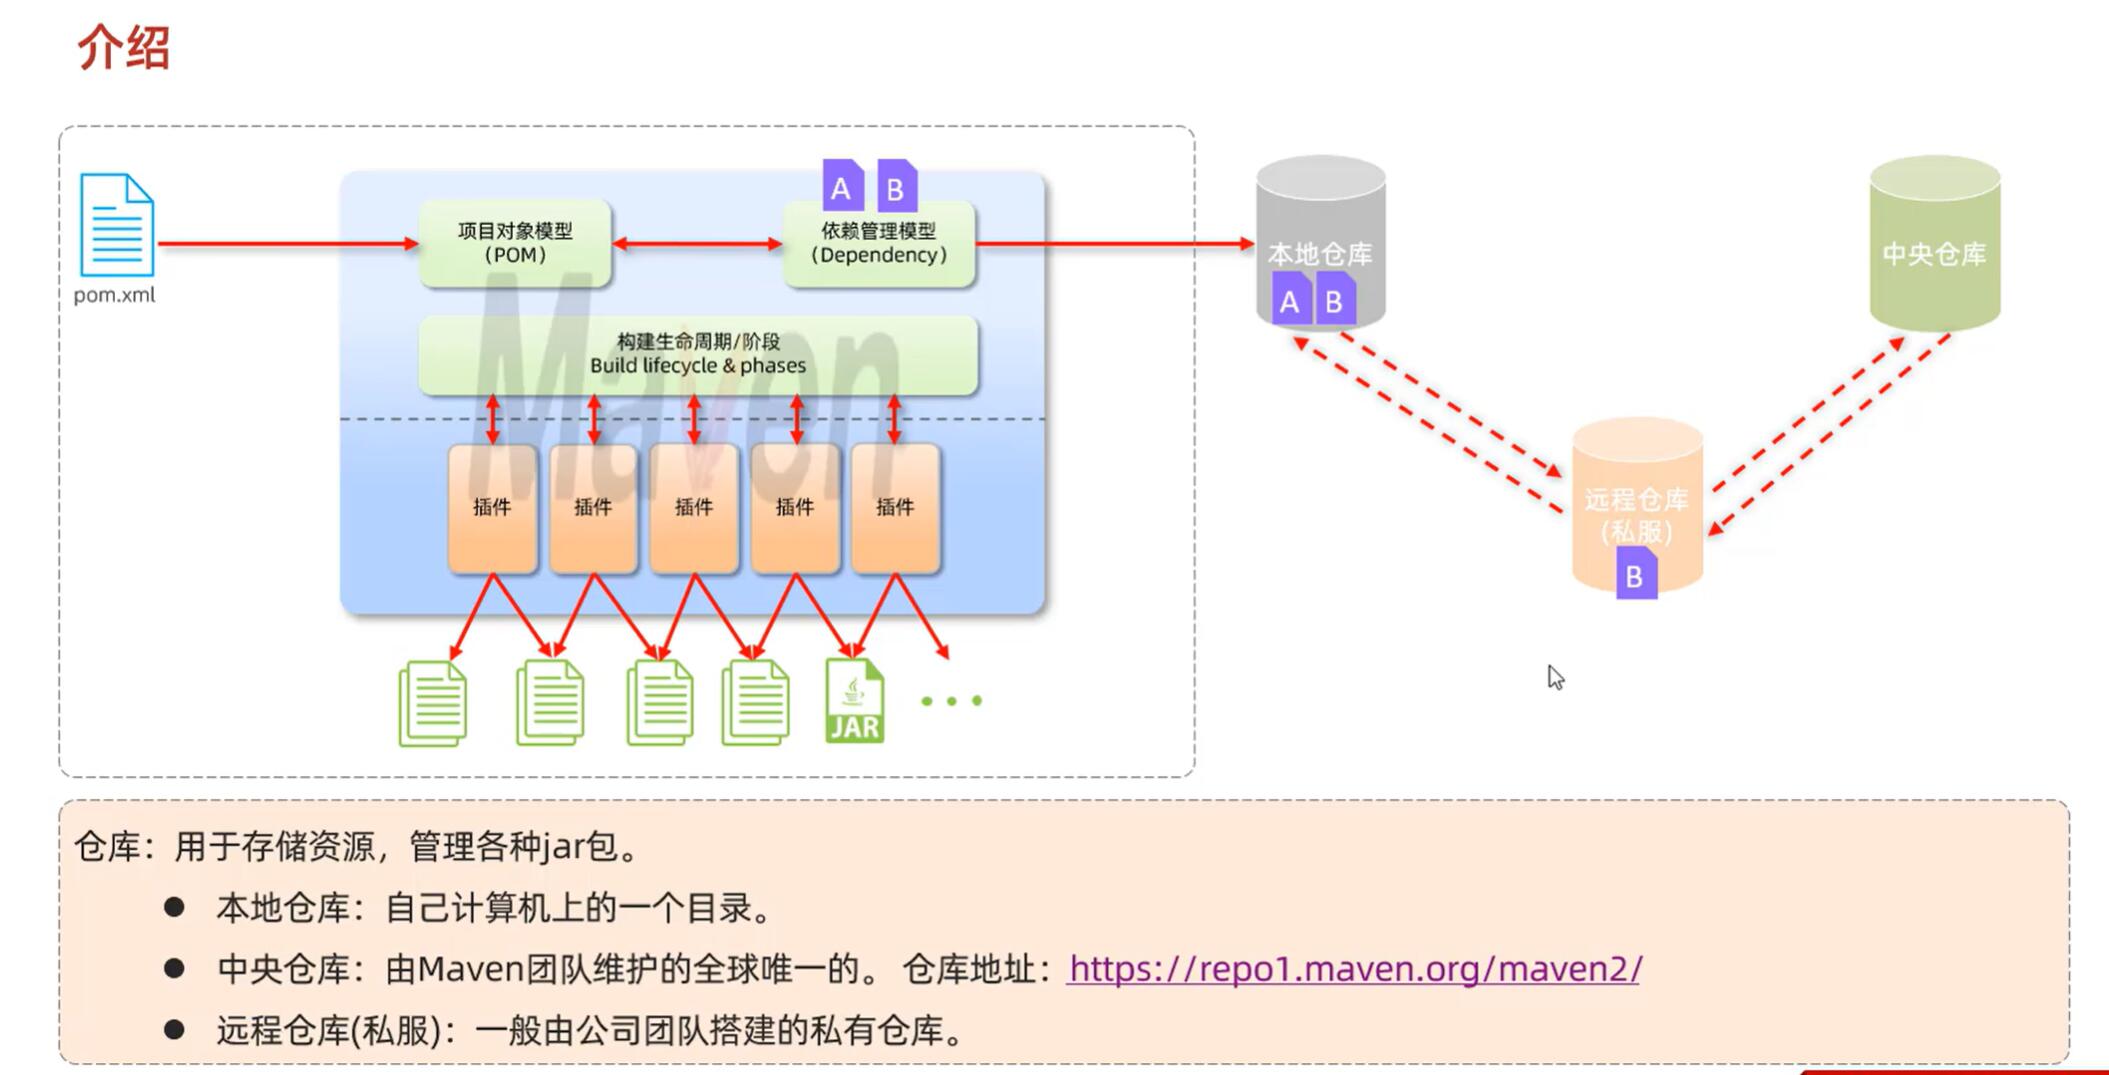 介绍
A B
项目对象模型
(POM)
依赖管理模型
(Dependency)
pom.xml
构建生命周期/阶段
Build lifecycle & phases
Maven
插件 插件 插件 插件 插件
JAR
本地仓库
A B
中央仓库
远程仓库
(私服)
B
仓库：用于存储资源，管理各种jar包。
● 本地仓库：自己计算机上的一个目录。
● 中央仓库：由Maven团队维护的全球唯一的。 仓库地址：https://repo1.maven.org/maven2/
● 远程仓库(私服)：一般由公司团队搭建的私有仓库。